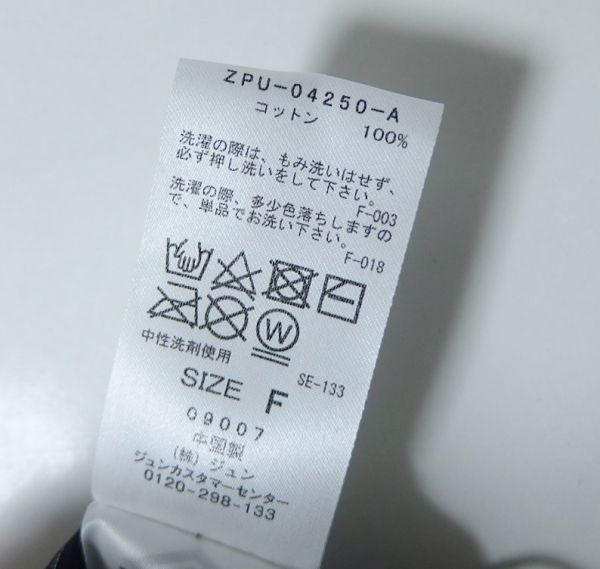 ZPU-04250-A
コットン 100%
洗濯の際は、もみ洗いはせず、
必ず押し洗いをして下さい。
F-003
洗濯の際、多少色落ちしますの
で、単品でお洗い下さい。
F-018
W
中性洗剤使用
SE-133
SIZE F
09007
中国製
(株)ジュン
ジュンカスタマーセンター
0120-298-133